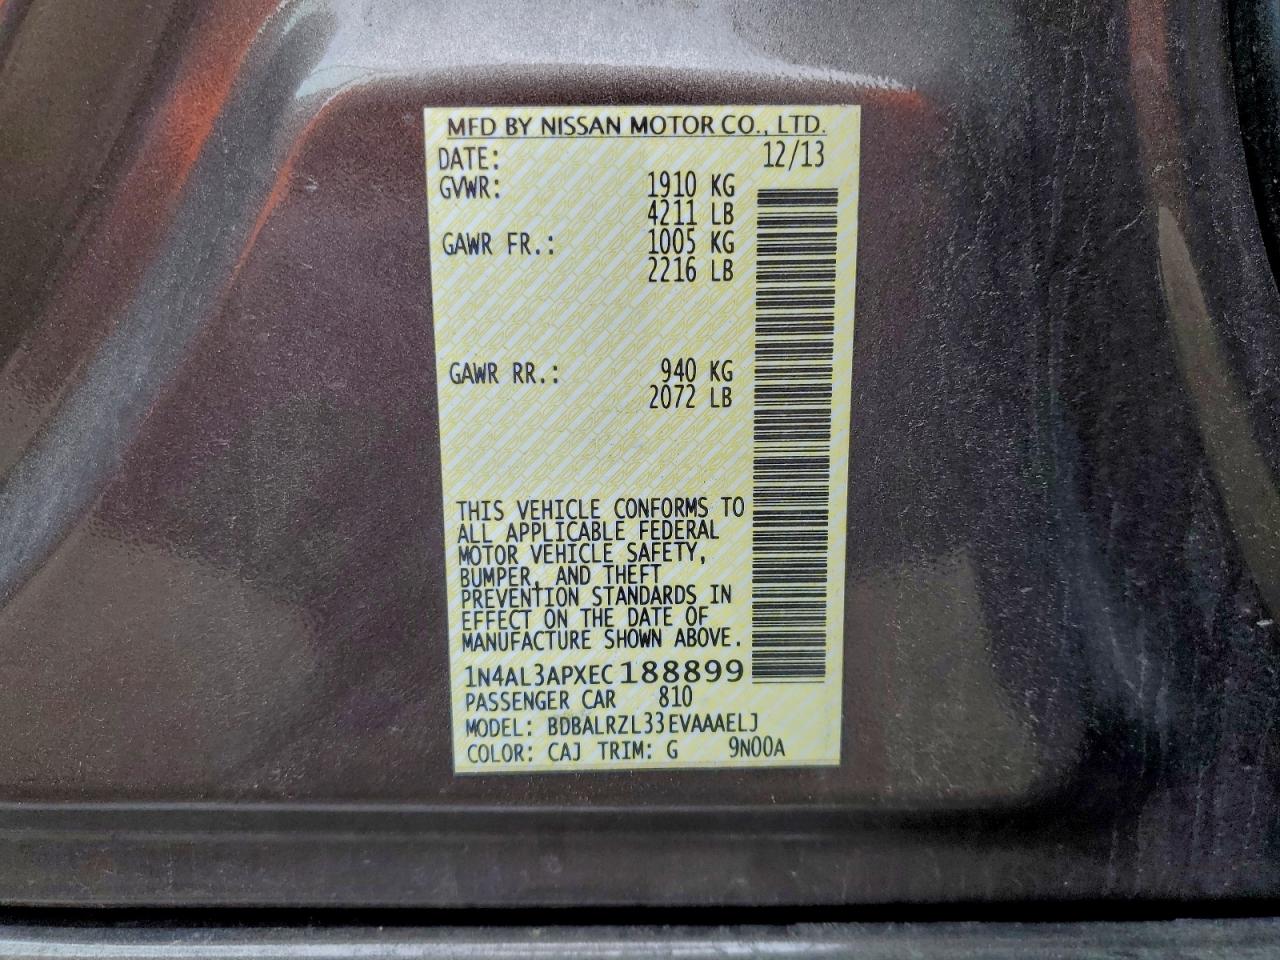 MFD BY NISSAN MOTOR CO., LTD.
DATE: 12/13
GVWR: 1910 KG
4211 LB
GAWR FR.: 1005 KG
2216 LB
GAWR RR.: 940 KG
2072 LB
THIS VEHICLE CONFORMS TO
ALL APPLICABLE FEDERAL
MOTOR VEHICLE SAFETY,
BUMPER, AND THEFT
PREVENTION STANDARDS IN
EFFECT ON THE DATE OF
MANUFACTURE SHOWN ABOVE.
1N4AL3APXEC188899
PASSENGER CAR 810
MODEL: BDBALRZL33EVAAAELJ
COLOR: CAJ TRIM: G 9N00A